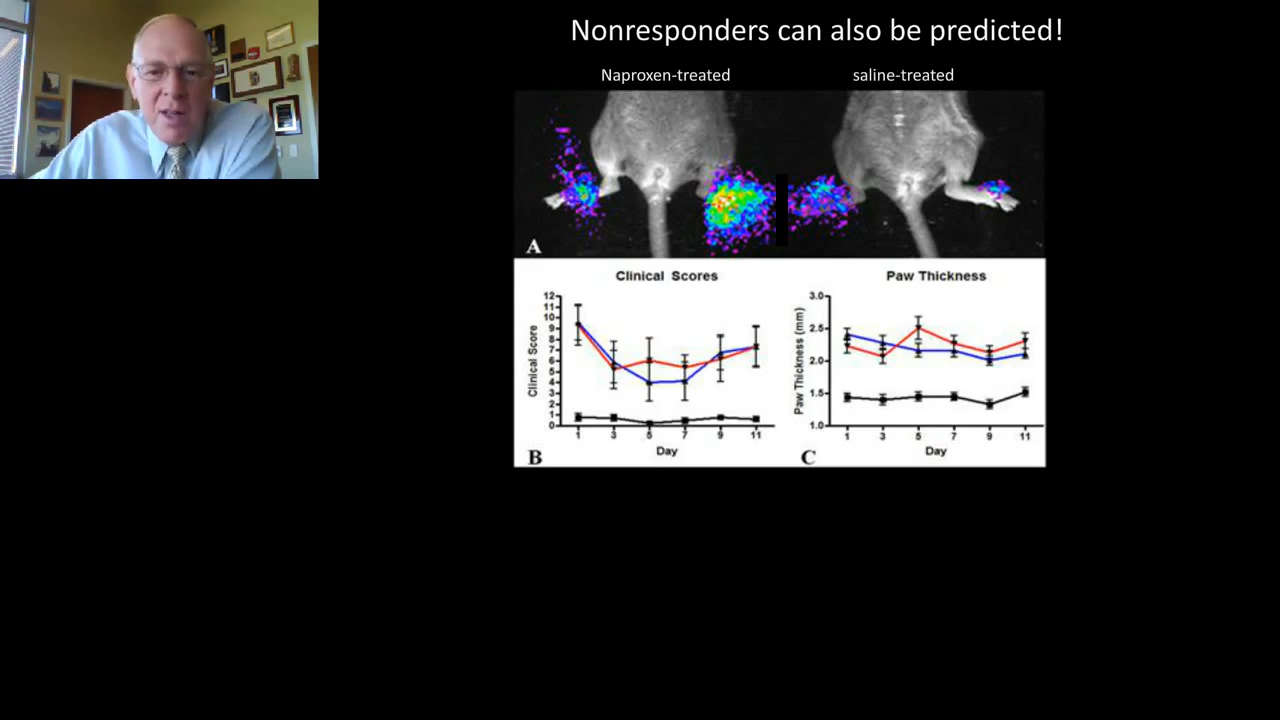 Nonresponders can also be predicted!
Naproxen-treated saline-treated
A
Clinical Scores
Clinical Score
12
11
10
9
8
7
6
5
4
3
2
1
0
1 3 5 7 9 11
Day
B
Paw Thickness
Paw Thickness (mm)
3.0
2.5
2.0
1.5
1.0
1 3 5 7 9 11
Day
C